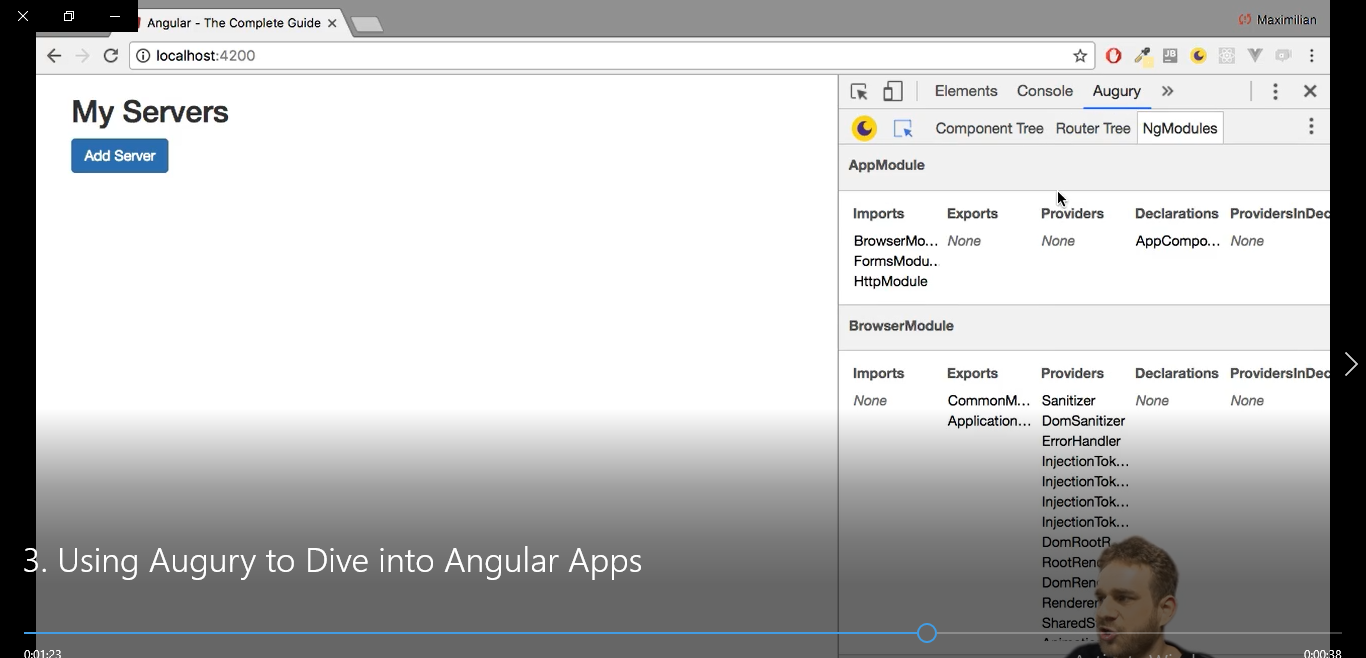 Angular - The Complete Guide
Maximilian
localhost:4200
My Servers
Add Server
Elements Console Augury »
Component Tree Router Tree NgModules
AppModule
Imports Exports Providers Declarations ProvidersInDec
BrowserMo... None None AppCompo... None
FormsModu...
HttpModule
BrowserModule
Imports Exports Providers Declarations ProvidersInDec
None CommonM... Sanitizer None None
Application... DomSanitizer
ErrorHandler
InjectionTok...
InjectionTok...
InjectionTok...
InjectionTok...
DomRootR
RootRen
DomRen
Renderer
SharedS
3. Using Augury to Dive into Angular Apps
0:01:23 0:00:38